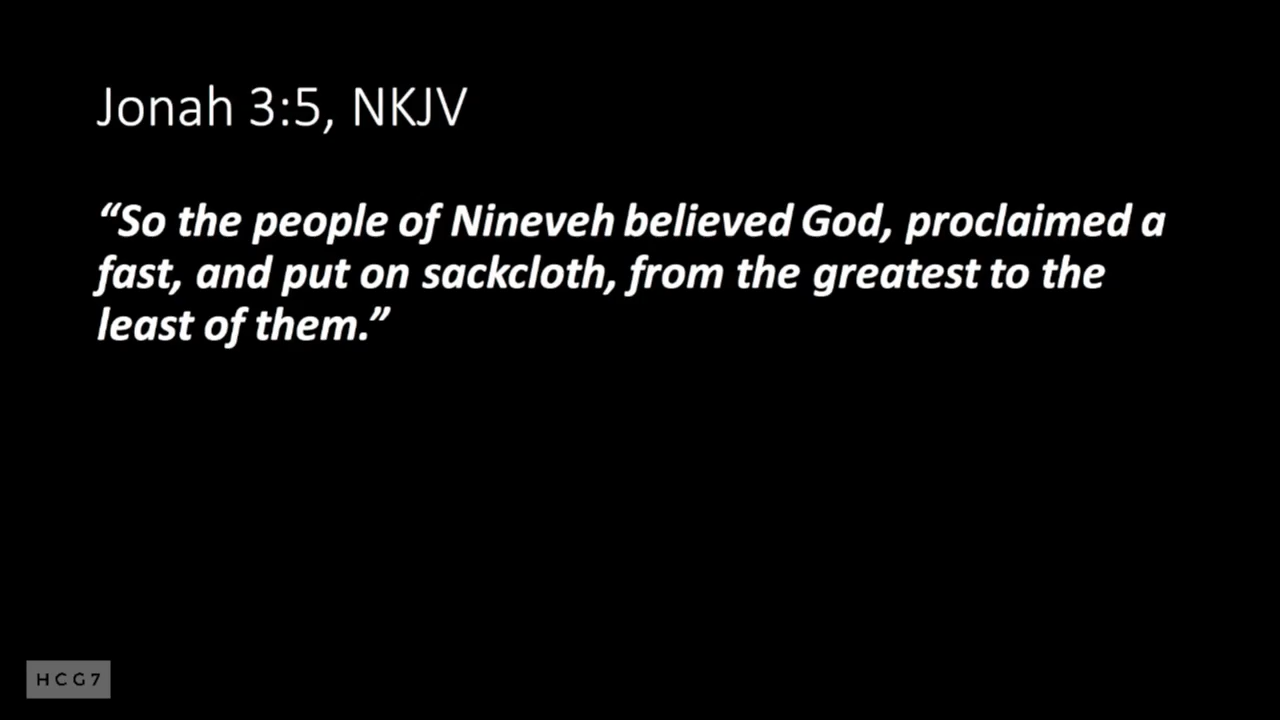 Jonah 3:5, NKJV
“So the people of Nineveh believed God, proclaimed a
fast, and put on sackcloth, from the greatest to the
least of them.”
HCG7